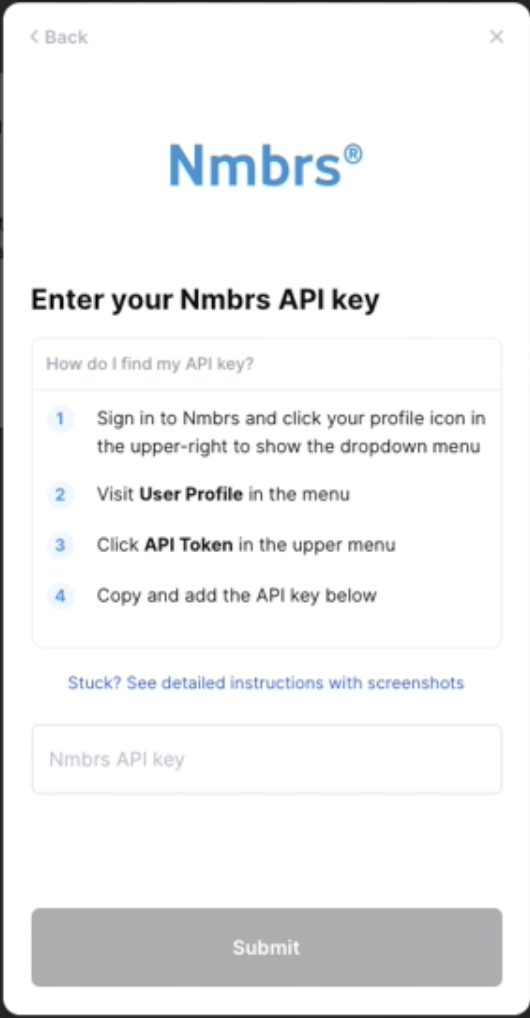 Back
Nmbrs®
Enter your Nmbrs API key
How do I find my API key?
1 Sign in to Nmbrs and click your profile icon in
the upper-right to show the dropdown menu
2 Visit User Profile in the menu
3 Click API Token in the upper menu
4 Copy and add the API key below
Stuck? See detailed instructions with screenshots
Nmbrs API key
Submit